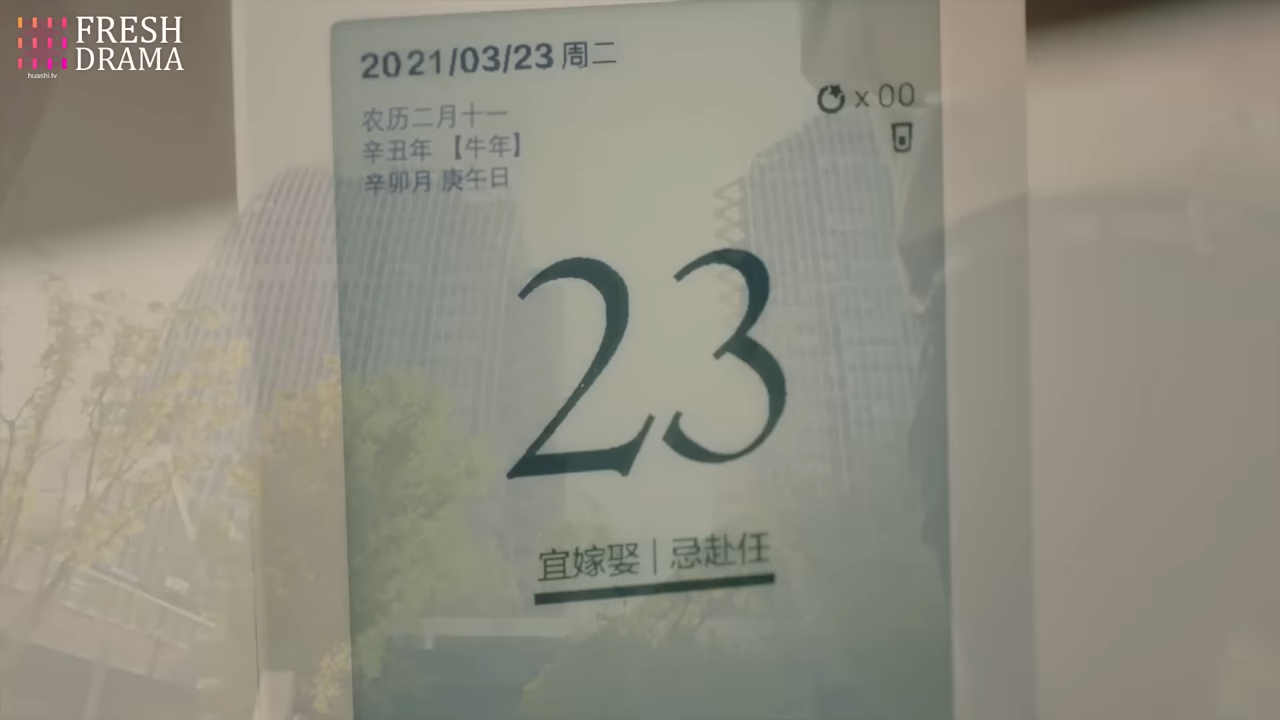 FRESH
DRAMA
huashi.tv
2021/03/23 周二
农历二月十一
辛丑年 【牛年】
辛卯月 庚午日
x 00
23
宜嫁娶 | 忌赴任